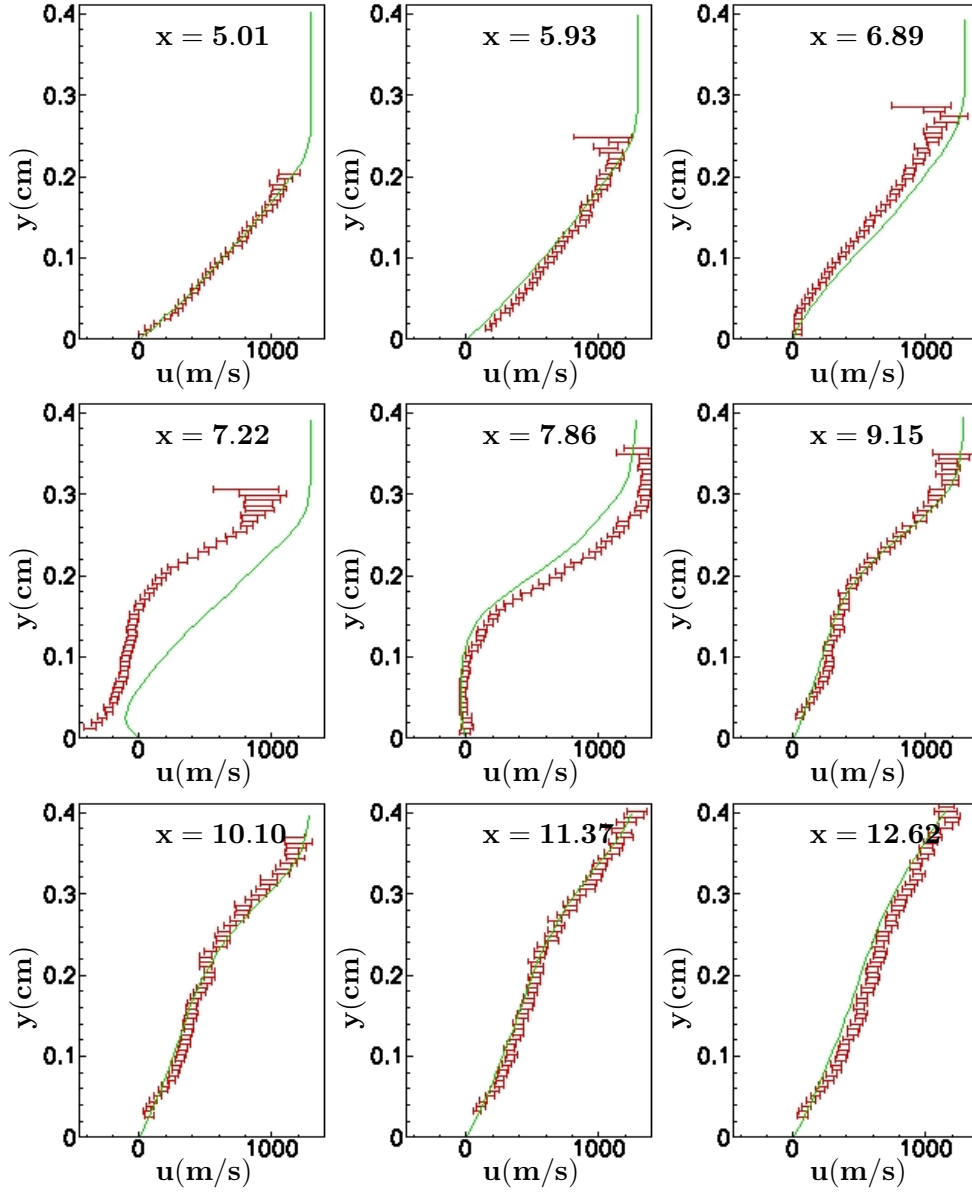 0.4
x = 5.01
0.3
0.2
y(cm)
0.1
0
0 1000
u(m/s)
0.4
x = 5.93
0.3
0.2
y(cm)
0.1
0
0 1000
u(m/s)
0.4
x = 6.89
0.3
0.2
y(cm)
0.1
0
0 1000
u(m/s)
0.4
x = 7.22
0.3
0.2
y(cm)
0.1
0
0 1000
u(m/s)
0.4
x = 7.86
0.3
0.2
y(cm)
0.1
0
0 1000
u(m/s)
0.4
x = 9.15
0.3
0.2
y(cm)
0.1
0
0 1000
u(m/s)
0.4
x = 10.10
0.3
0.2
y(cm)
0.1
0
0 1000
u(m/s)
0.4
x = 11.37
0.3
0.2
y(cm)
0.1
0
0 1000
u(m/s)
0.4
x = 12.62
0.3
0.2
y(cm)
0.1
0
0 1000
u(m/s)